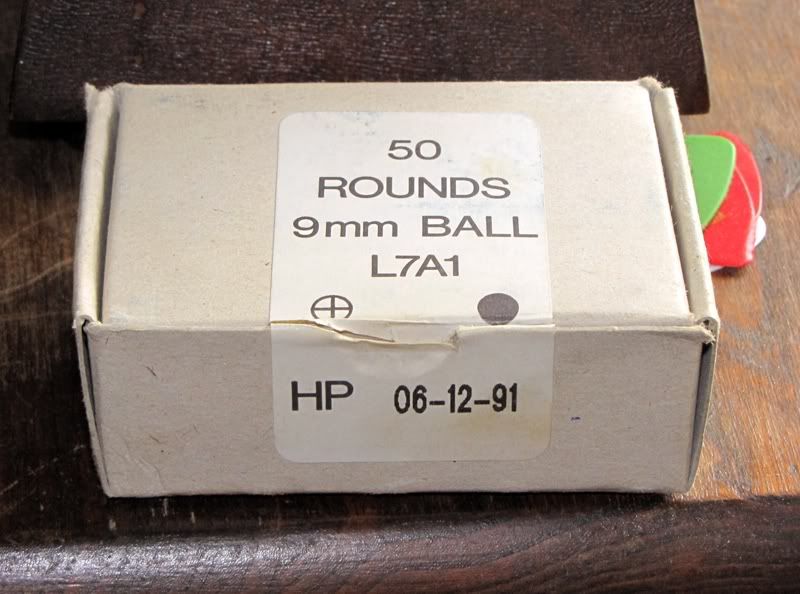 50
ROUNDS
9mm BALL
L7A1
HP 06-12-91